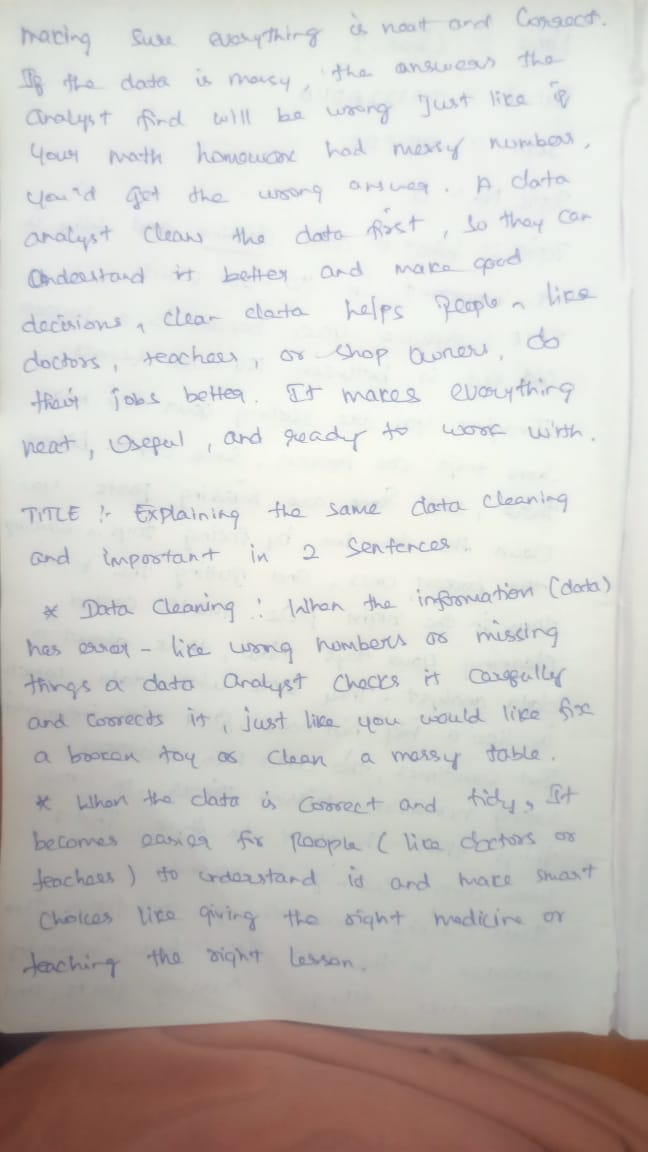 making sure everything is neat and Correct.
If the data is messy, the answers the
analyst find will be wrong Just like if
Your math homework had messy numbers,
you'd get the wrong answer. A data
analyst cleans the data first, So they can
Understand it better, and make good
decisions, clean data helps People, like
doctors, teachers, or shop owners, do
their jobs better. It makes everything
neat, Useful, and ready to work with.
TITLE :- Explaining the same data cleaning
and important in 2 Sentences.
* Data Cleaning : When the information (data)
has error - like wrong numbers or missing
things a data analyst Checks it Carefully
and Corrects it, just like you would like fix
a broken toy or Clean a messy table.
* When the data is Correct and tidy, It
becomes easier for People (like doctors or
teachers) to understand it and make smart
Choices like giving the right medicine or
teaching the right Lesson.